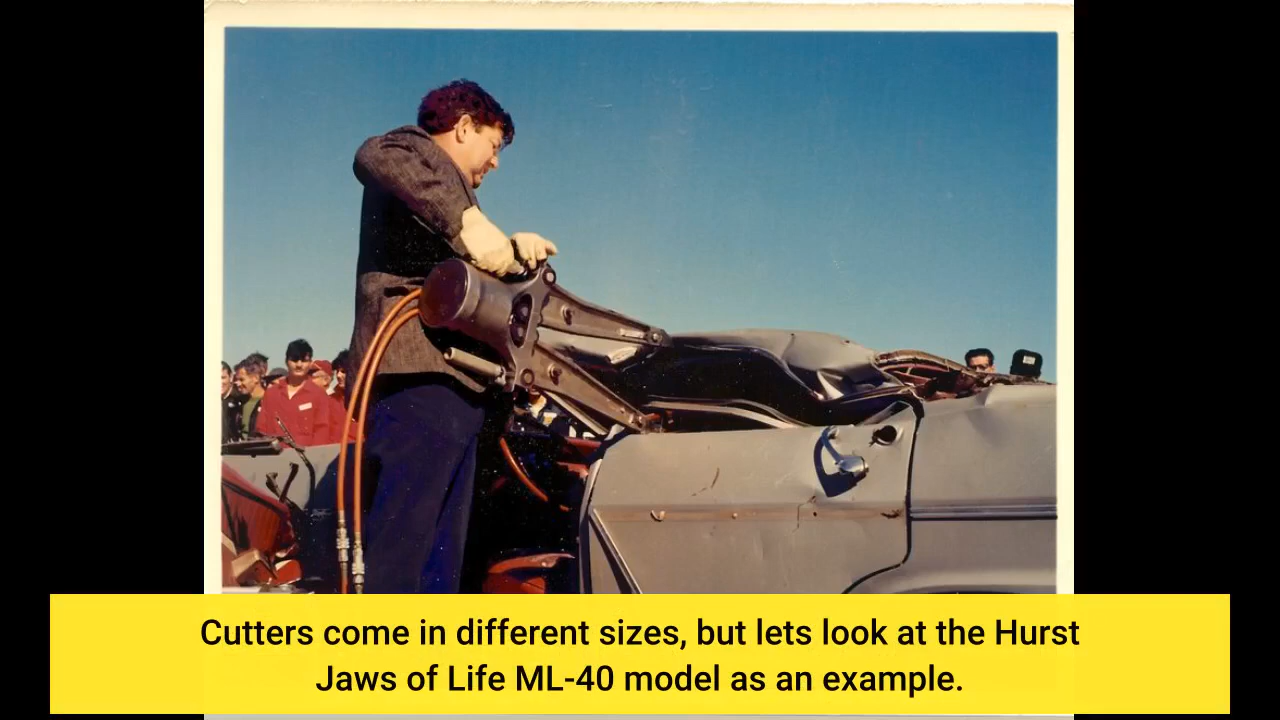 Cutters come in different sizes, but lets look at the Hurst
Jaws of Life ML-40 model as an example.